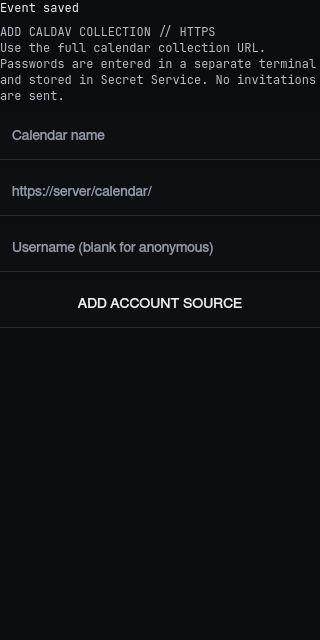 Event saved
ADD CALDAV COLLECTION // HTTPS
Use the full calendar collection URL.
Passwords are entered in a separate terminal
and stored in Secret Service. No invitations
are sent.
Calendar name
https://server/calendar/
Username (blank for anonymous)
ADD ACCOUNT SOURCE